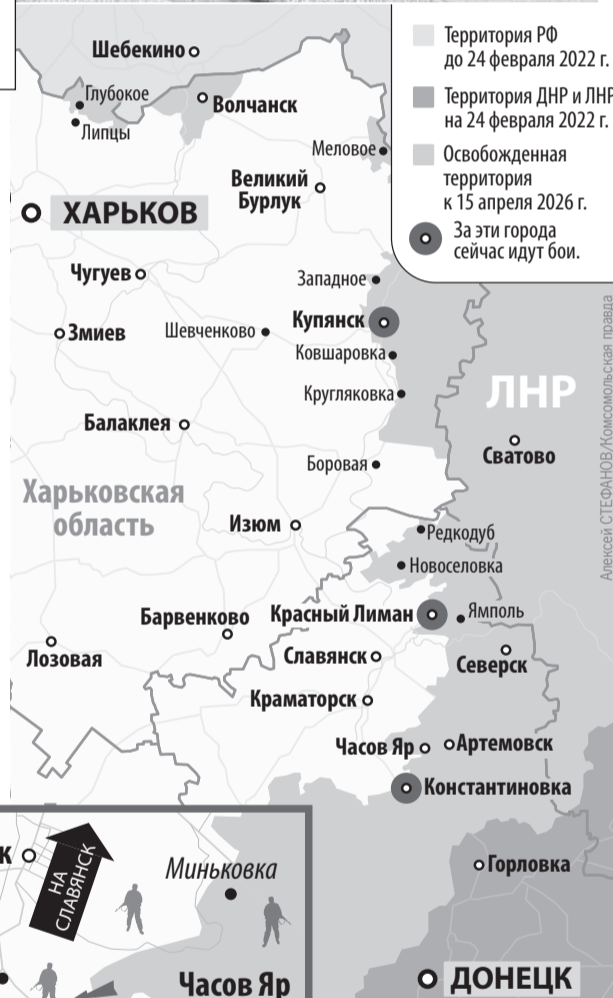 Шебекино
Глубокое
Волчанск
Липцы
Меловое
Великий
Бурлук
ХАРЬКОВ
Чугуев
Западное
Змиев
Шевченково
Купянск
Ковшаровка
Кругляковка
ЛНР
Балаклея
Сватово
Боровая
Харьковская
область
Изюм
Редкодуб
Новоселовка
Барвенково
Красный Лиман
Ямполь
Лозовая
Славянск
Северск
Краматорск
Часов Яр
Артемовск
Константиновка
Горловка
ДОНЕЦК
Территория РФ
до 24 февраля 2022 г.
Территория ДНР и ЛНР
на 24 февраля 2022 г.
Освобожденная
территория
к 15 апреля 2026 г.
За эти города
сейчас идут бои.
Алексей СТЕФАНОВ/Комсомольская правда
К
НА
СЛАВЯНСК
Миньковка
Часов Яр